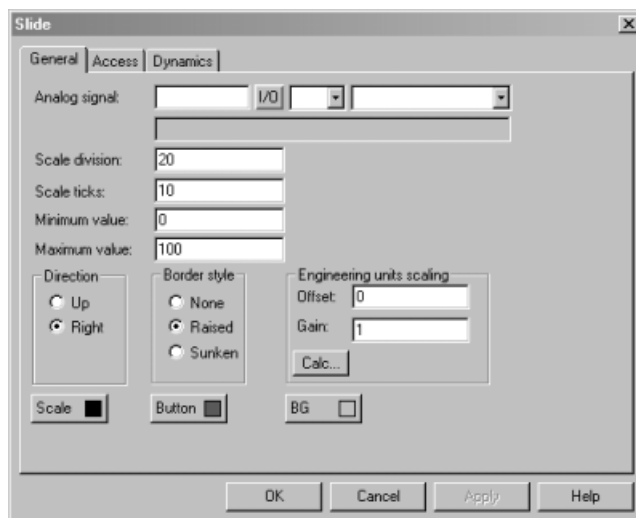 Slide
General Access Dynamics
Analog signal: I/O
Scale division: 20
Scale ticks: 10
Minimum value: 0
Maximum value: 100
Direction Border style Engineering units scaling
Up None Offset: 0
Right Raised Gain: 1
Sunken Calc...
Scale Button BG
OK Cancel Apply Help